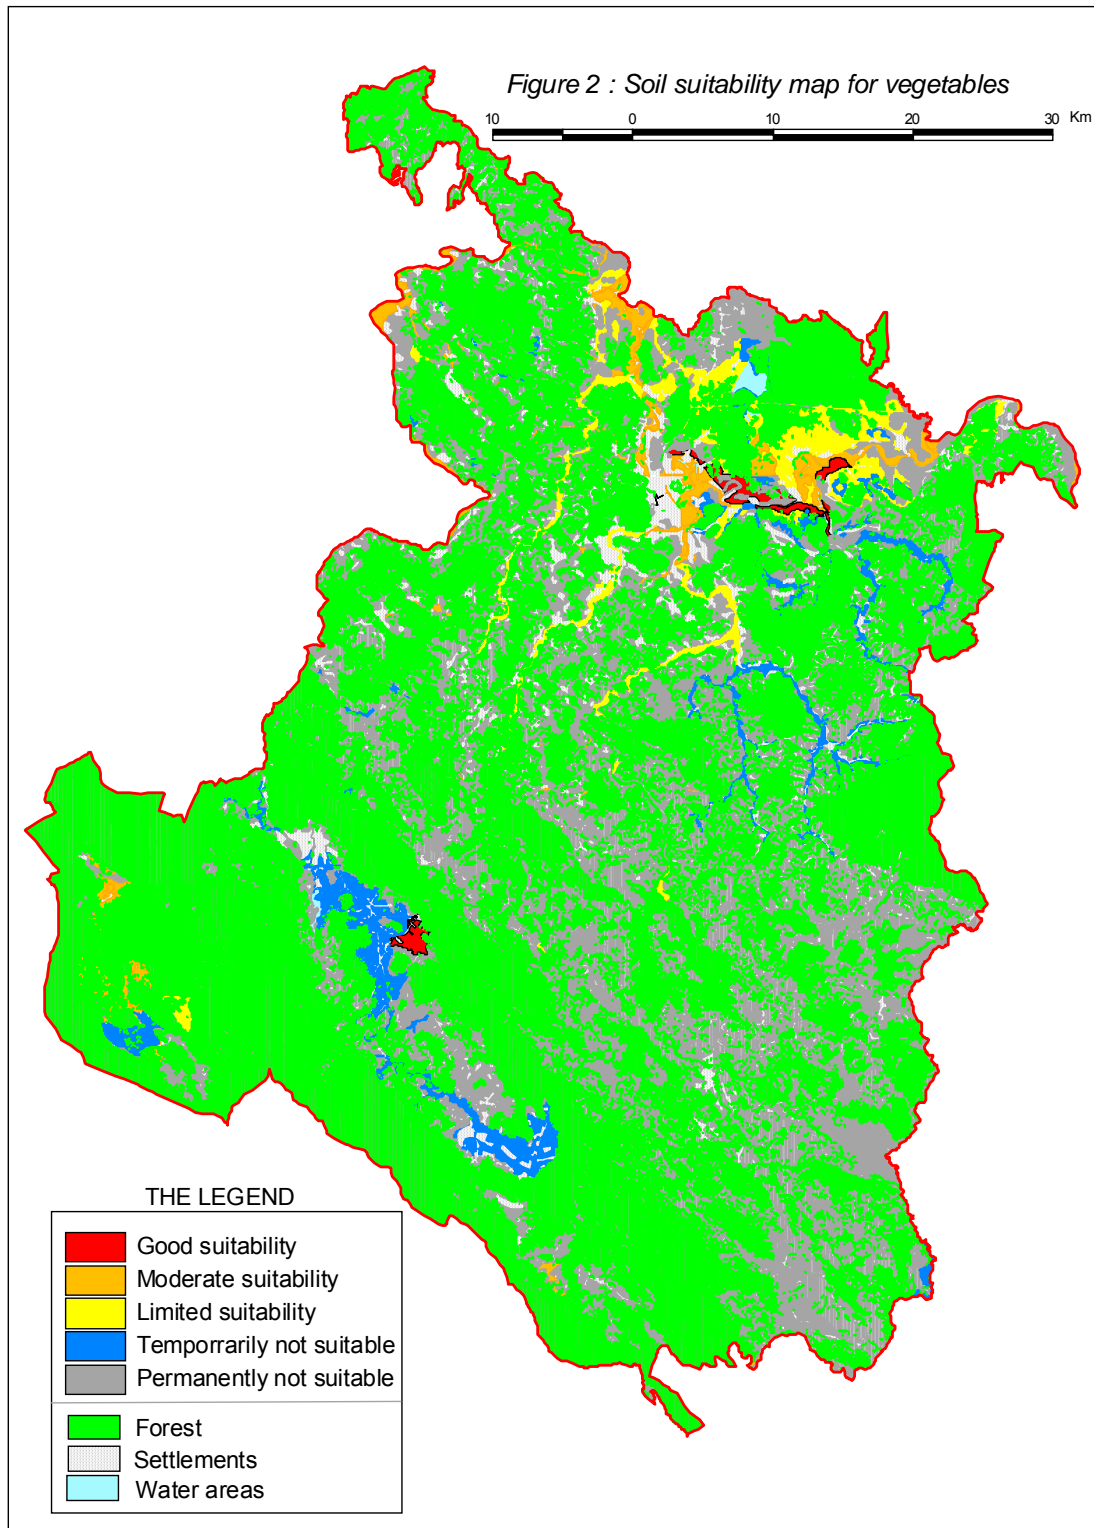 Figure 2 : Soil suitability map for vegetables
10 0 10 20 30 Km
THE LEGEND
Good suitability
Moderate suitability
Limited suitability
Temporrarily not suitable
Permanently not suitable
Forest
Settlements
Water areas